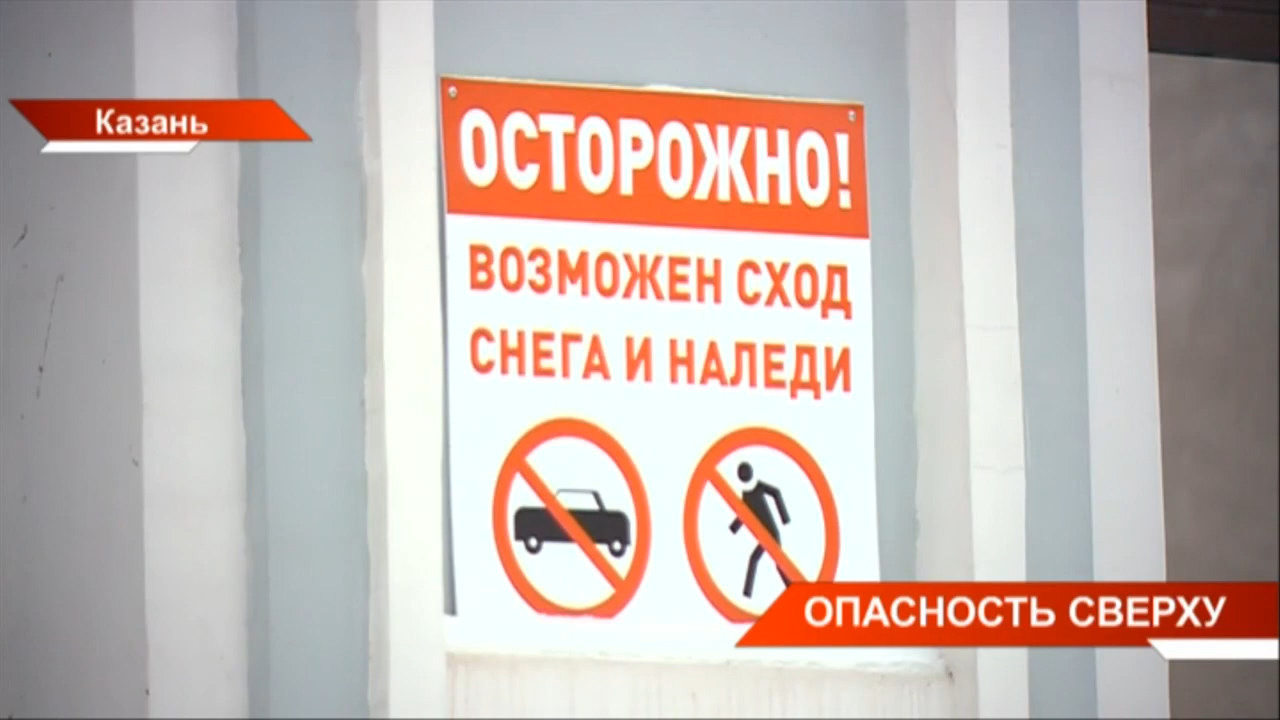 Казань
ОСТОРОЖНО!
ВОЗМОЖЕН СХОД
СНЕГА И НАЛЕДИ
ОПАСНОСТЬ СВЕРХУ